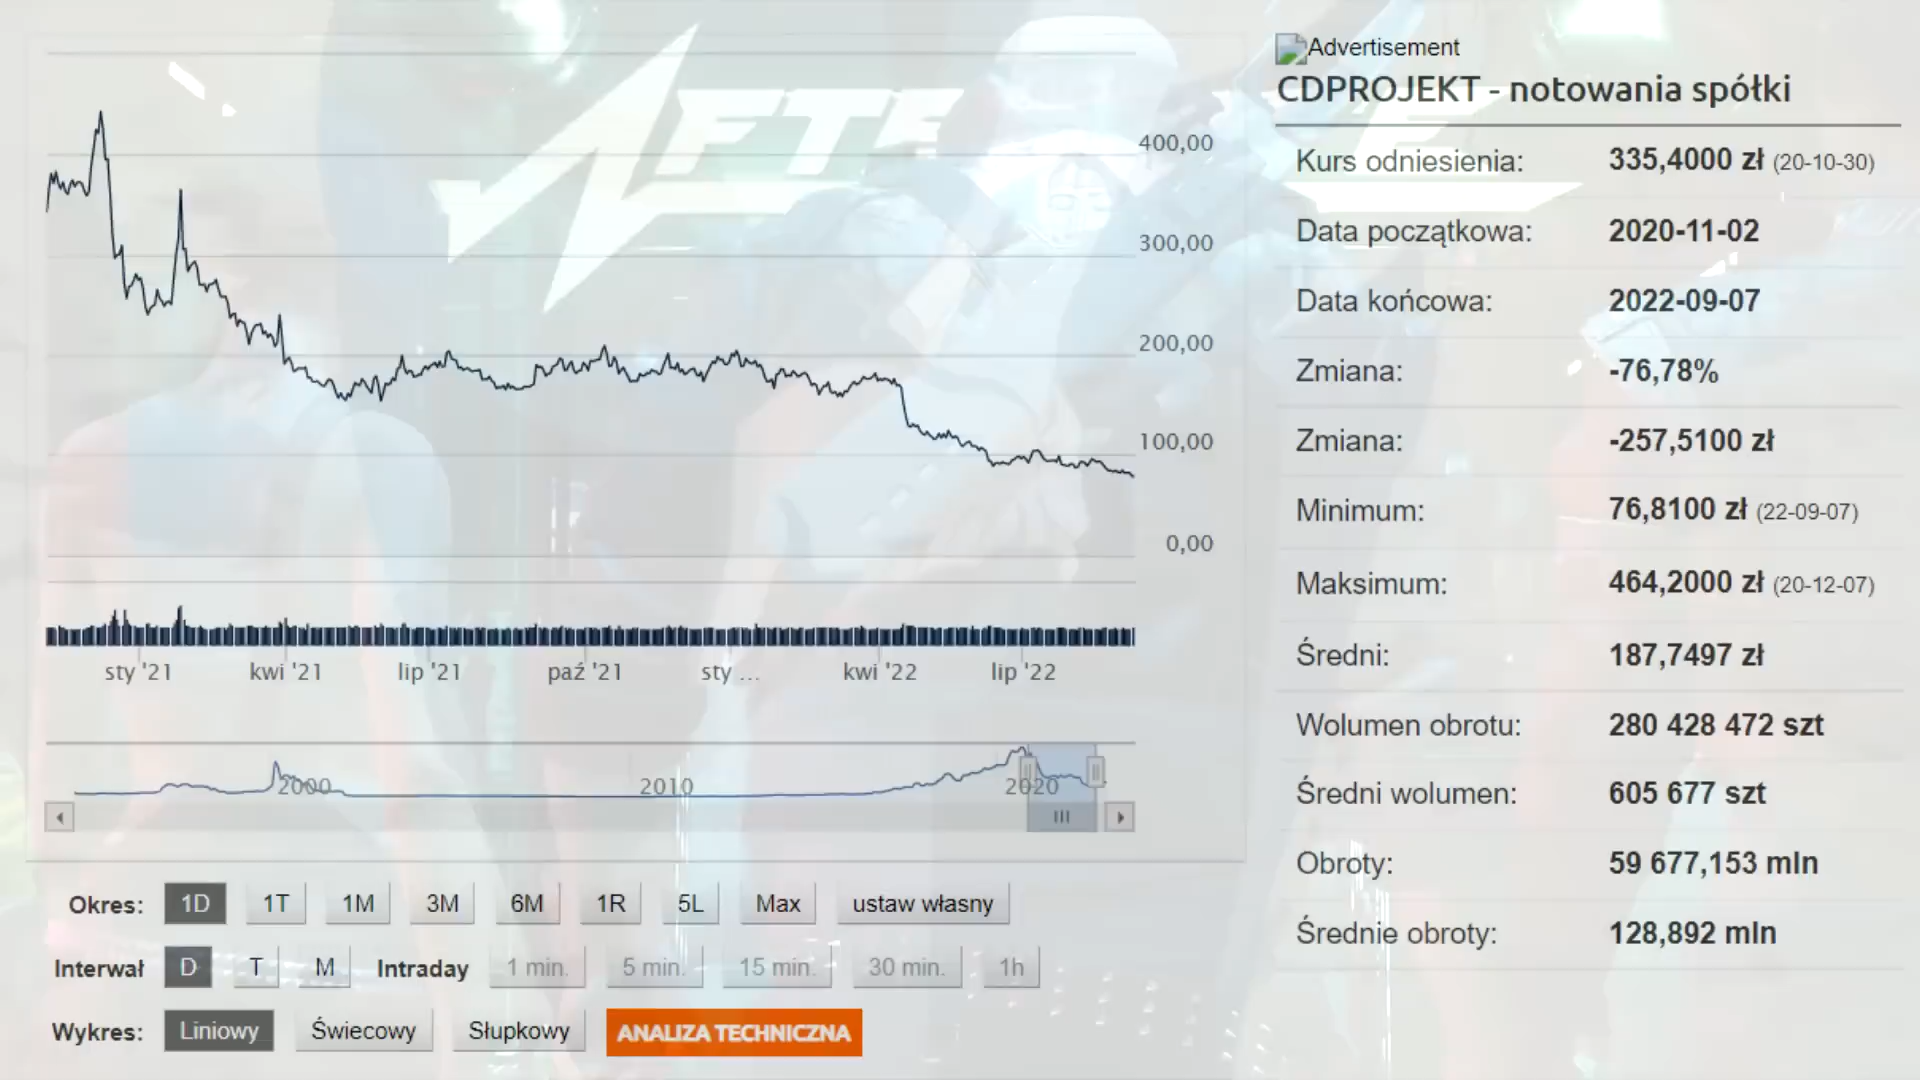 AFTE
400,00
300,00
200,00
100,00
0,00
sty '21
kwi '21
lip '21
paź '21
sty ...
kwi '22
lip '22
2000
2010
2020
Okres: 1D 1T 1M 3M 6M 1R 5L Max ustaw własny
Interwał D T M Intraday 1 min. 5 min. 15 min. 30 min. 1h
Wykres: Liniowy Świecowy Słupkowy ANALIZA TECHNICZNA
Advertisement
CDPROJEKT - notowania spółki
Kurs odniesienia: 335,4000 zł (20-10-30)
Data początkowa: 2020-11-02
Data końcowa: 2022-09-07
Zmiana: -76,78%
Zmiana: -257,5100 zł
Minimum: 76,8100 zł (22-09-07)
Maksimum: 464,2000 zł (20-12-07)
Średni: 187,7497 zł
Wolumen obrotu: 280 428 472 szt
Średni wolumen: 605 677 szt
Obroty: 59 677,153 mln
Średnie obroty: 128,892 mln